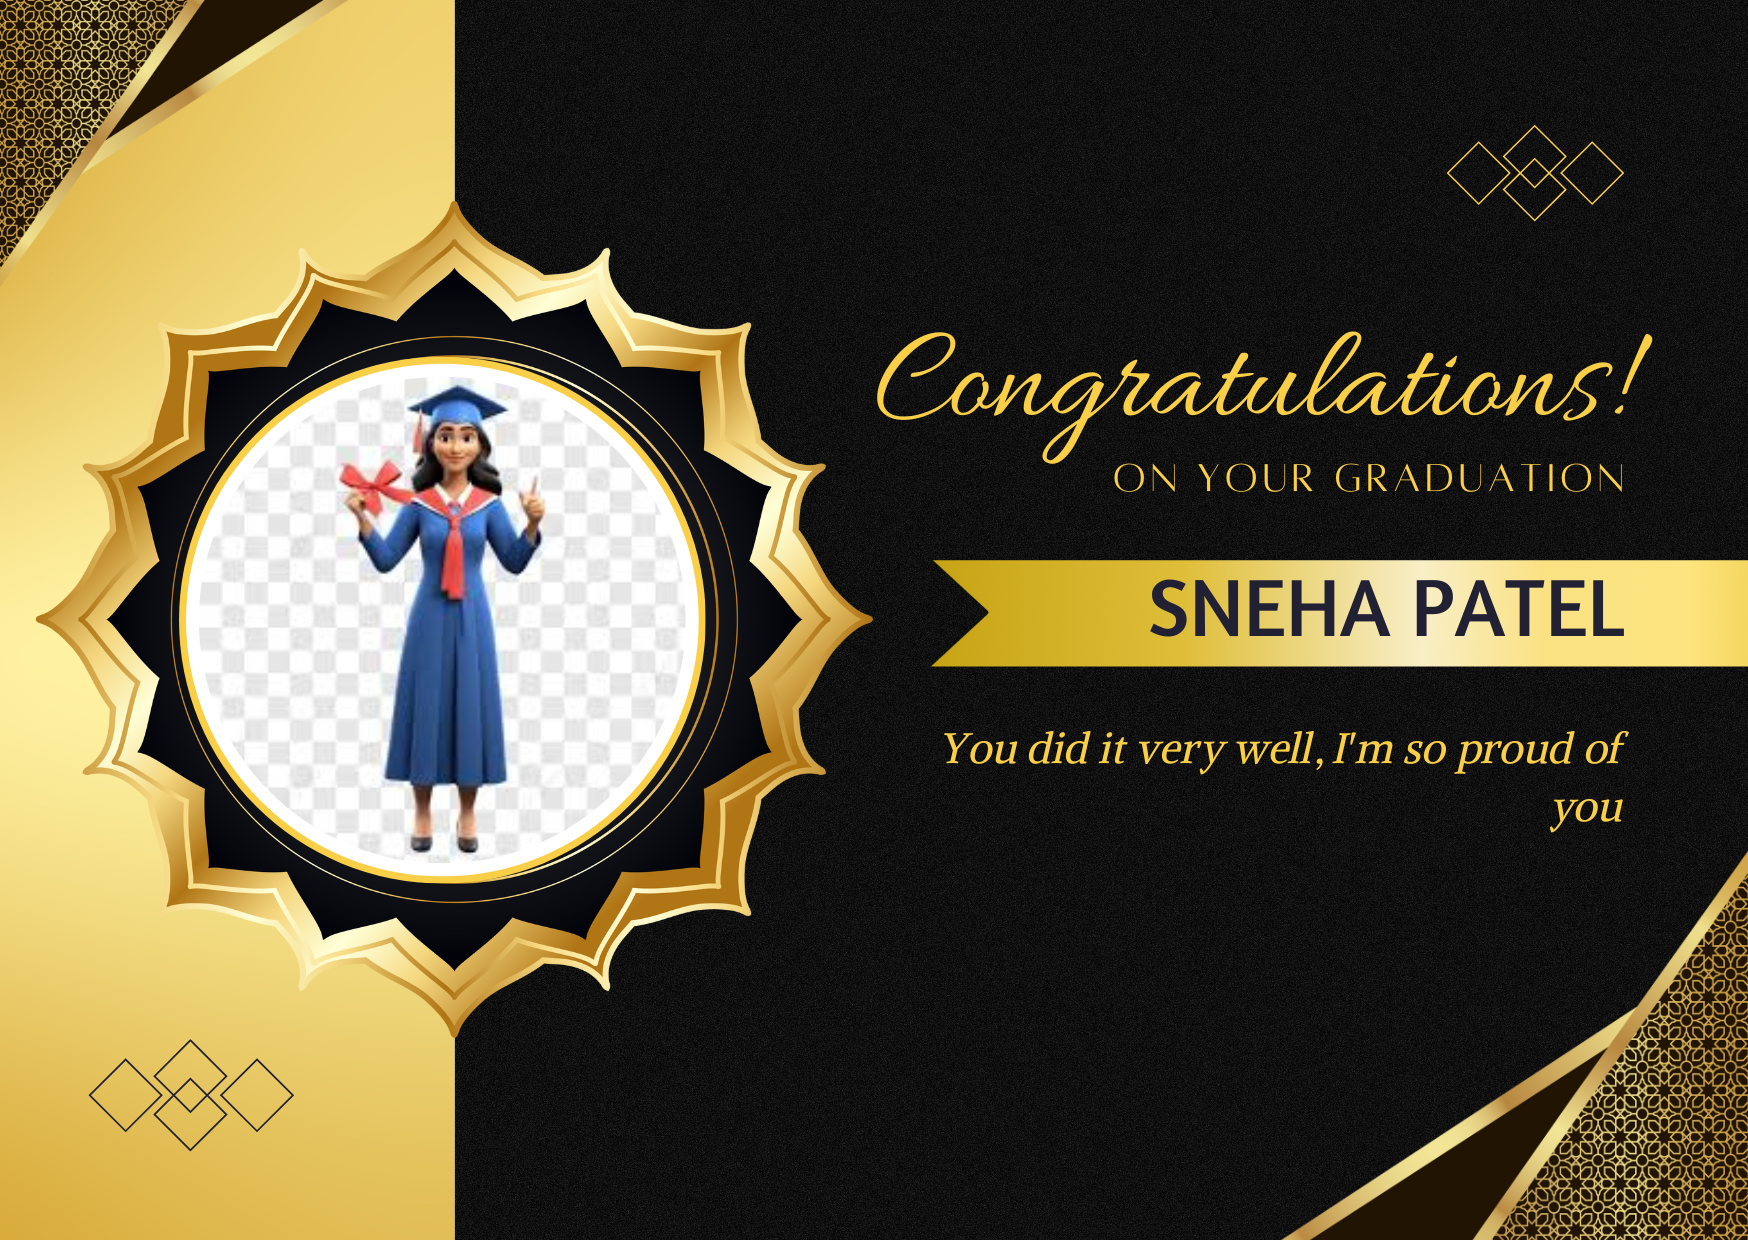 Congratulations!
ON YOUR GRADUATION
SNEHA PATEL
You did it very well, I'm so proud of
you